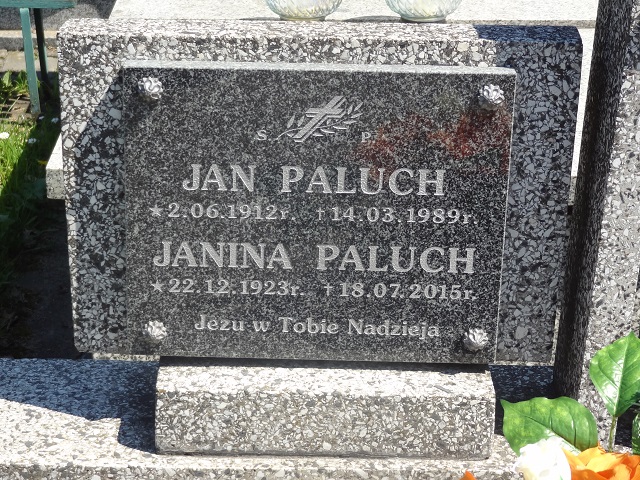 S. P.
JAN PALUCH
★2.06.1912r. †14.03.1989r.
JANINA PALUCH
★22.12.1923r. †18.07.2015r.
Jezu w Tobie Nadzieja